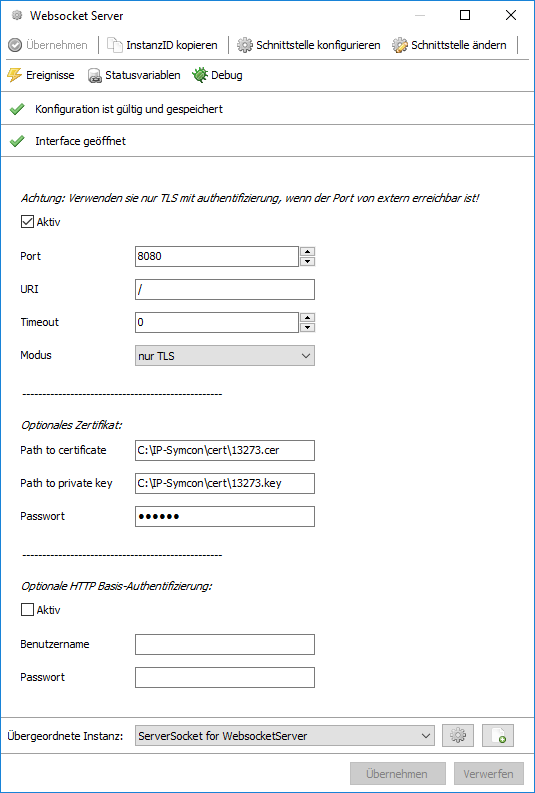 Websocket Server
Übernehmen InstanzID kopieren Schnittstelle konfigurieren Schnittstelle ändern
Ereignisse Statusvariablen Debug
Konfiguration ist gültig und gespeichert
Interface geöffnet
Achtung: Verwenden sie nur TLS mit authentifizierung, wenn der Port von extern erreichbar ist!
Aktiv
Port 8080
URI /
Timeout 0
Modus nur TLS
--------------------------------------------------
Optionales Zertifikat:
Path to certificate C:\IP-Symcon\cert\13273.cer
Path to private key C:\IP-Symcon\cert\13273.key
Passwort ●●●●●●
--------------------------------------------------
Optionale HTTP Basis-Authentifizierung:
Aktiv
Benutzername
Passwort
Übergeordnete Instanz: ServerSocket for WebsocketServer
Übernehmen Verwerfen